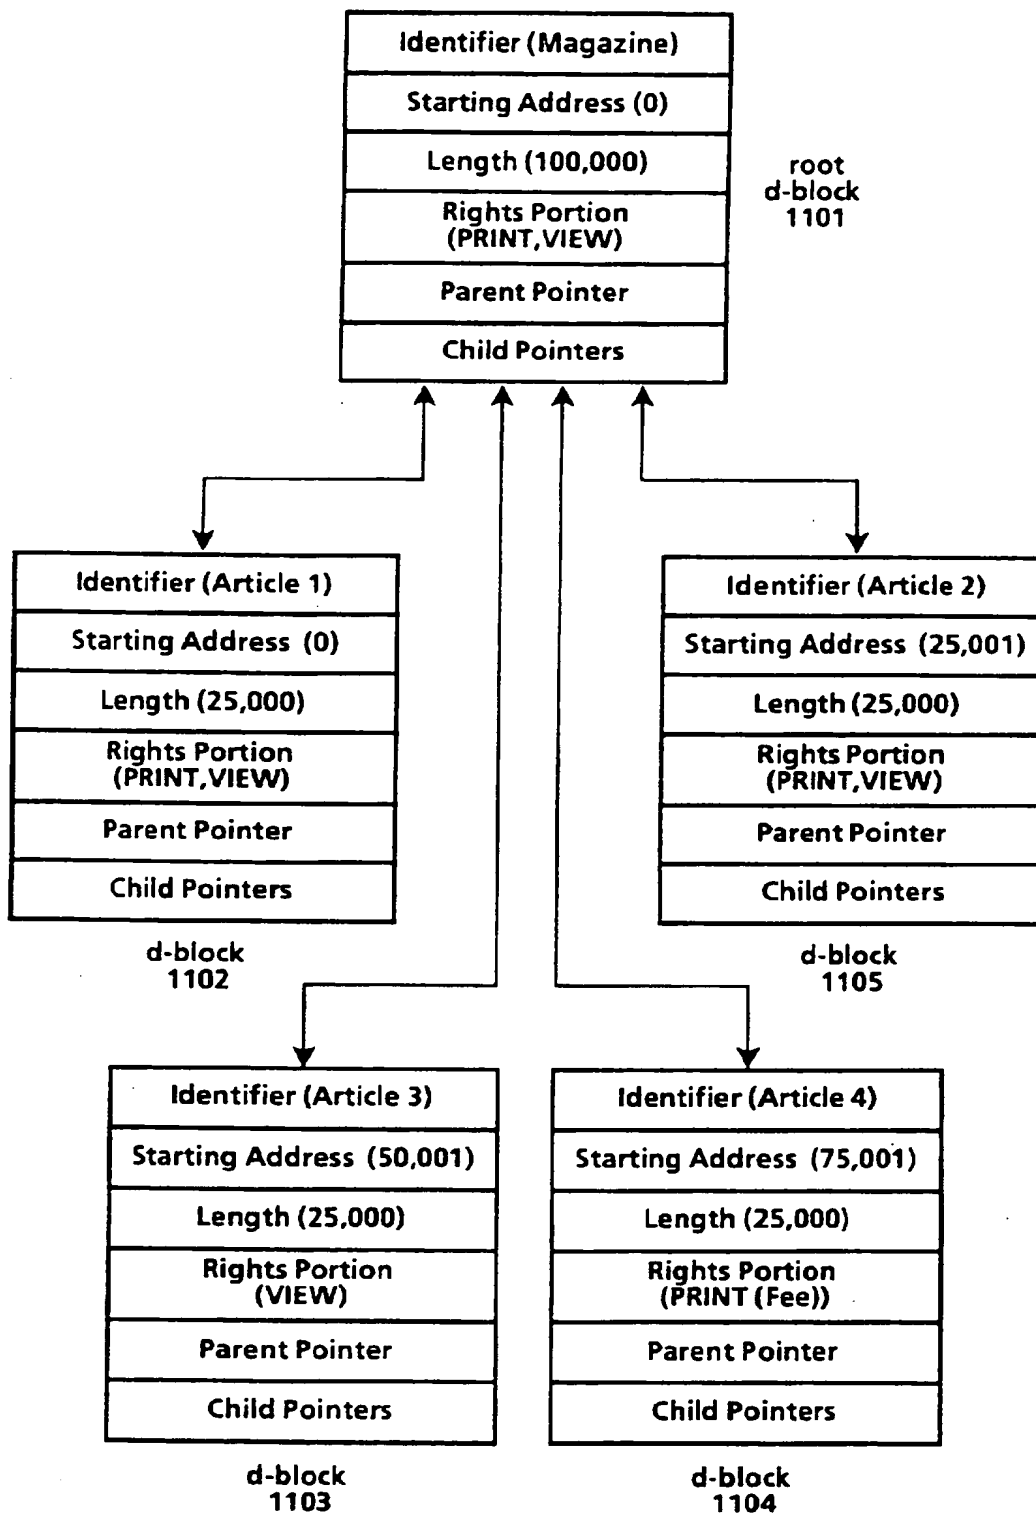 Identifier (Magazine)
Starting Address (0)
Length (100,000)
Rights Portion
(PRINT,VIEW)
Parent Pointer
Child Pointers
root
d-block
1101
Identifier (Article 1)
Starting Address (0)
Length (25,000)
Rights Portion
(PRINT,VIEW)
Parent Pointer
Child Pointers
d-block
1102
Identifier (Article 2)
Starting Address (25,001)
Length (25,000)
Rights Portion
(PRINT,VIEW)
Parent Pointer
Child Pointers
d-block
1105
Identifier (Article 3)
Starting Address (50,001)
Length (25,000)
Rights Portion
(VIEW)
Parent Pointer
Child Pointers
d-block
1103
Identifier (Article 4)
Starting Address (75,001)
Length (25,000)
Rights Portion
(PRINT (Fee))
Parent Pointer
Child Pointers
d-block
1104